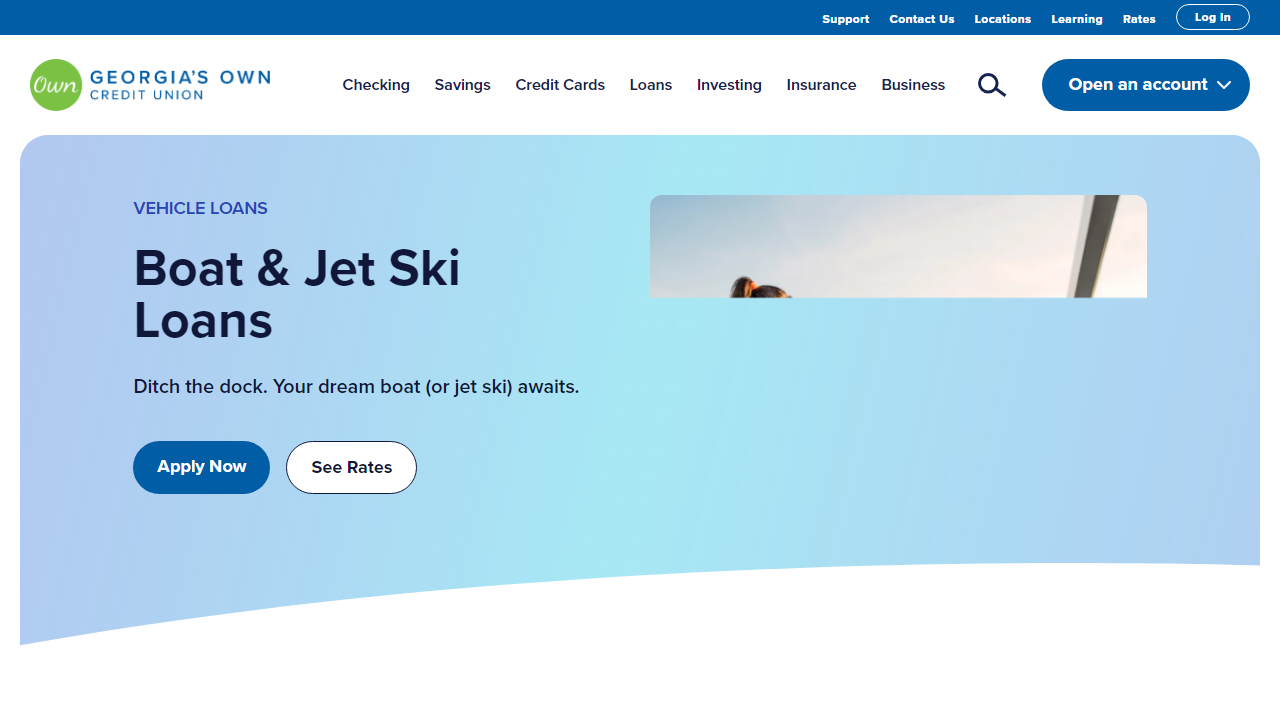 Support Contact Us Locations Learning Rates Log In
Own GEORGIA'S OWN
CREDIT UNION
Checking Savings Credit Cards Loans Investing Insurance Business Open an account
VEHICLE LOANS
Boat & Jet Ski
Loans
Ditch the dock. Your dream boat (or jet ski) awaits.
Apply Now See Rates